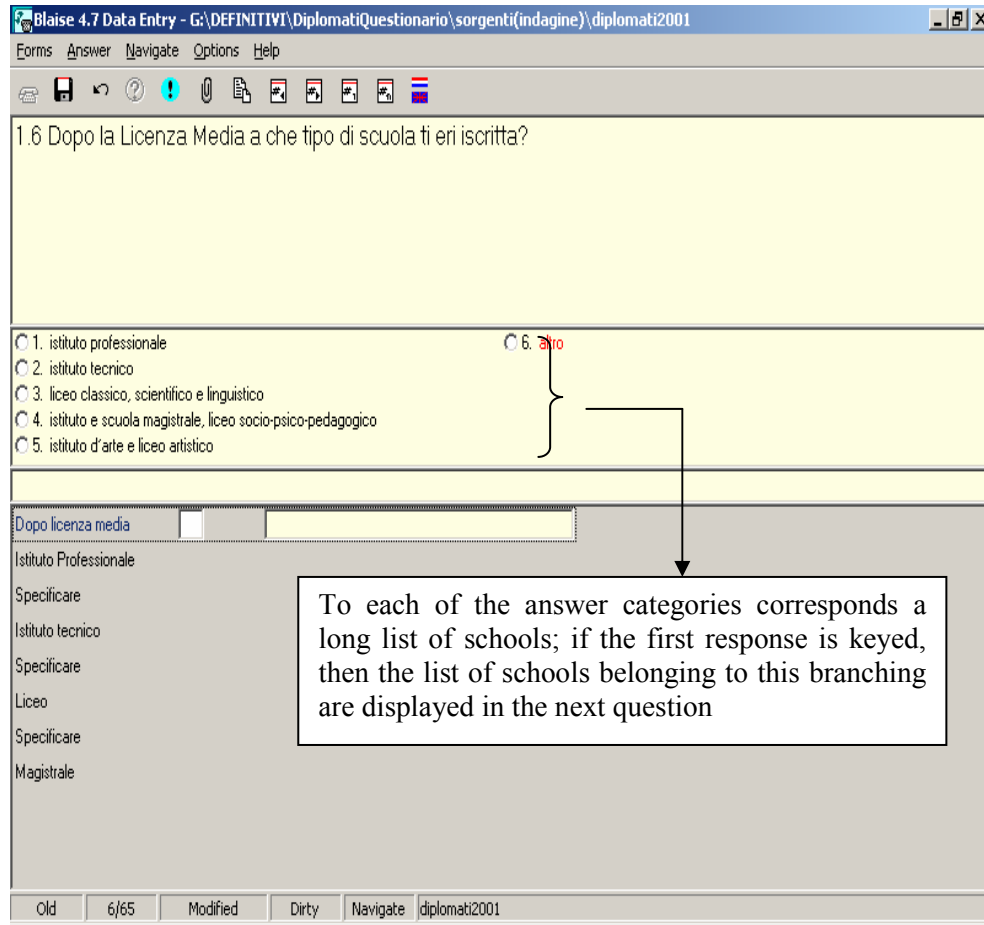 Blaise 4.7 Data Entry - G:\DEFINITIVI\DiplomatiQuestionario\sorgenti(indagine)\diplomati2001
Forms Answer Navigate Options Help
1.6 Dopo la Licenza Media a che tipo di scuola ti eri iscritta?
1. istituto professionale
2. istituto tecnico
3. liceo classico, scientifico e linguistico
4. istituto e scuola magistrale, liceo socio-psico-pedagogico
5. istituto d'arte e liceo artistico
6. altro
Dopo licenza media
Istituto Professionale
Specificare
Istituto tecnico
Specificare
Liceo
Specificare
Magistrale
To each of the answer categories corresponds a
long list of schools; if the first response is keyed,
then the list of schools belonging to this branching
are displayed in the next question
Old 6/65 Modified Dirty Navigate diplomati2001